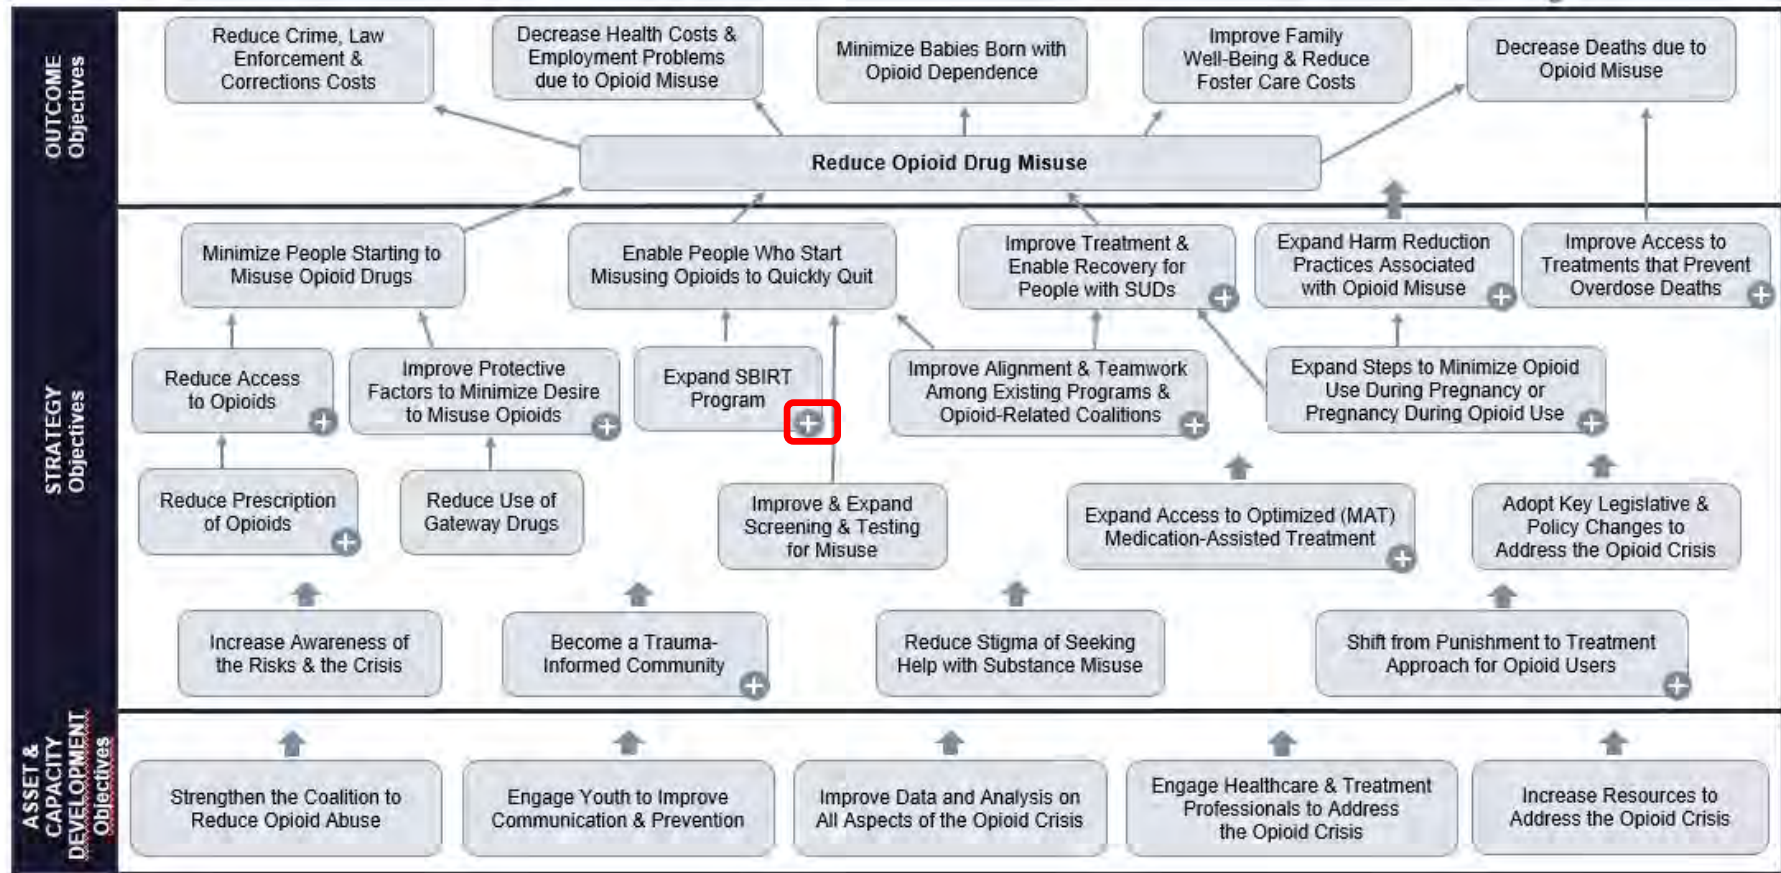 OUTCOME
Objectives
Reduce Crime, Law
Enforcement &
Corrections Costs
Decrease Health Costs &
Employment Problems
due to Opioid Misuse
Minimize Babies Born with
Opioid Dependence
Improve Family
Well-Being & Reduce
Foster Care Costs
Decrease Deaths due to
Opioid Misuse
Reduce Opioid Drug Misuse
STRATEGY
Objectives
Minimize People Starting to
Misuse Opioid Drugs
Enable People Who Start
Misusing Opioids to Quickly Quit
Improve Treatment &
Enable Recovery for
People with SUDs
Expand Harm Reduction
Practices Associated
with Opioid Misuse
Improve Access to
Treatments that Prevent
Overdose Deaths
Reduce Access
to Opioids
Improve Protective
Factors to Minimize Desire
to Misuse Opioids
Expand SBIRT
Program
Improve Alignment & Teamwork
Among Existing Programs &
Opioid-Related Coalitions
Expand Steps to Minimize Opioid
Use During Pregnancy or
Pregnancy During Opioid Use
Reduce Prescription
of Opioids
Reduce Use of
Gateway Drugs
Improve & Expand
Screening & Testing
for Misuse
Expand Access to Optimized (MAT)
Medication-Assisted Treatment
Adopt Key Legislative &
Policy Changes to
Address the Opioid Crisis
Increase Awareness of
the Risks & the Crisis
Become a Trauma-
Informed Community
Reduce Stigma of Seeking
Help with Substance Misuse
Shift from Punishment to Treatment
Approach for Opioid Users
ASSET &
CAPACITY
DEVELOPMENT
Objectives
Strengthen the Coalition to
Reduce Opioid Abuse
Engage Youth to Improve
Communication & Prevention
Improve Data and Analysis on
All Aspects of the Opioid Crisis
Engage Healthcare & Treatment
Professionals to Address
the Opioid Crisis
Increase Resources to
Address the Opioid Crisis